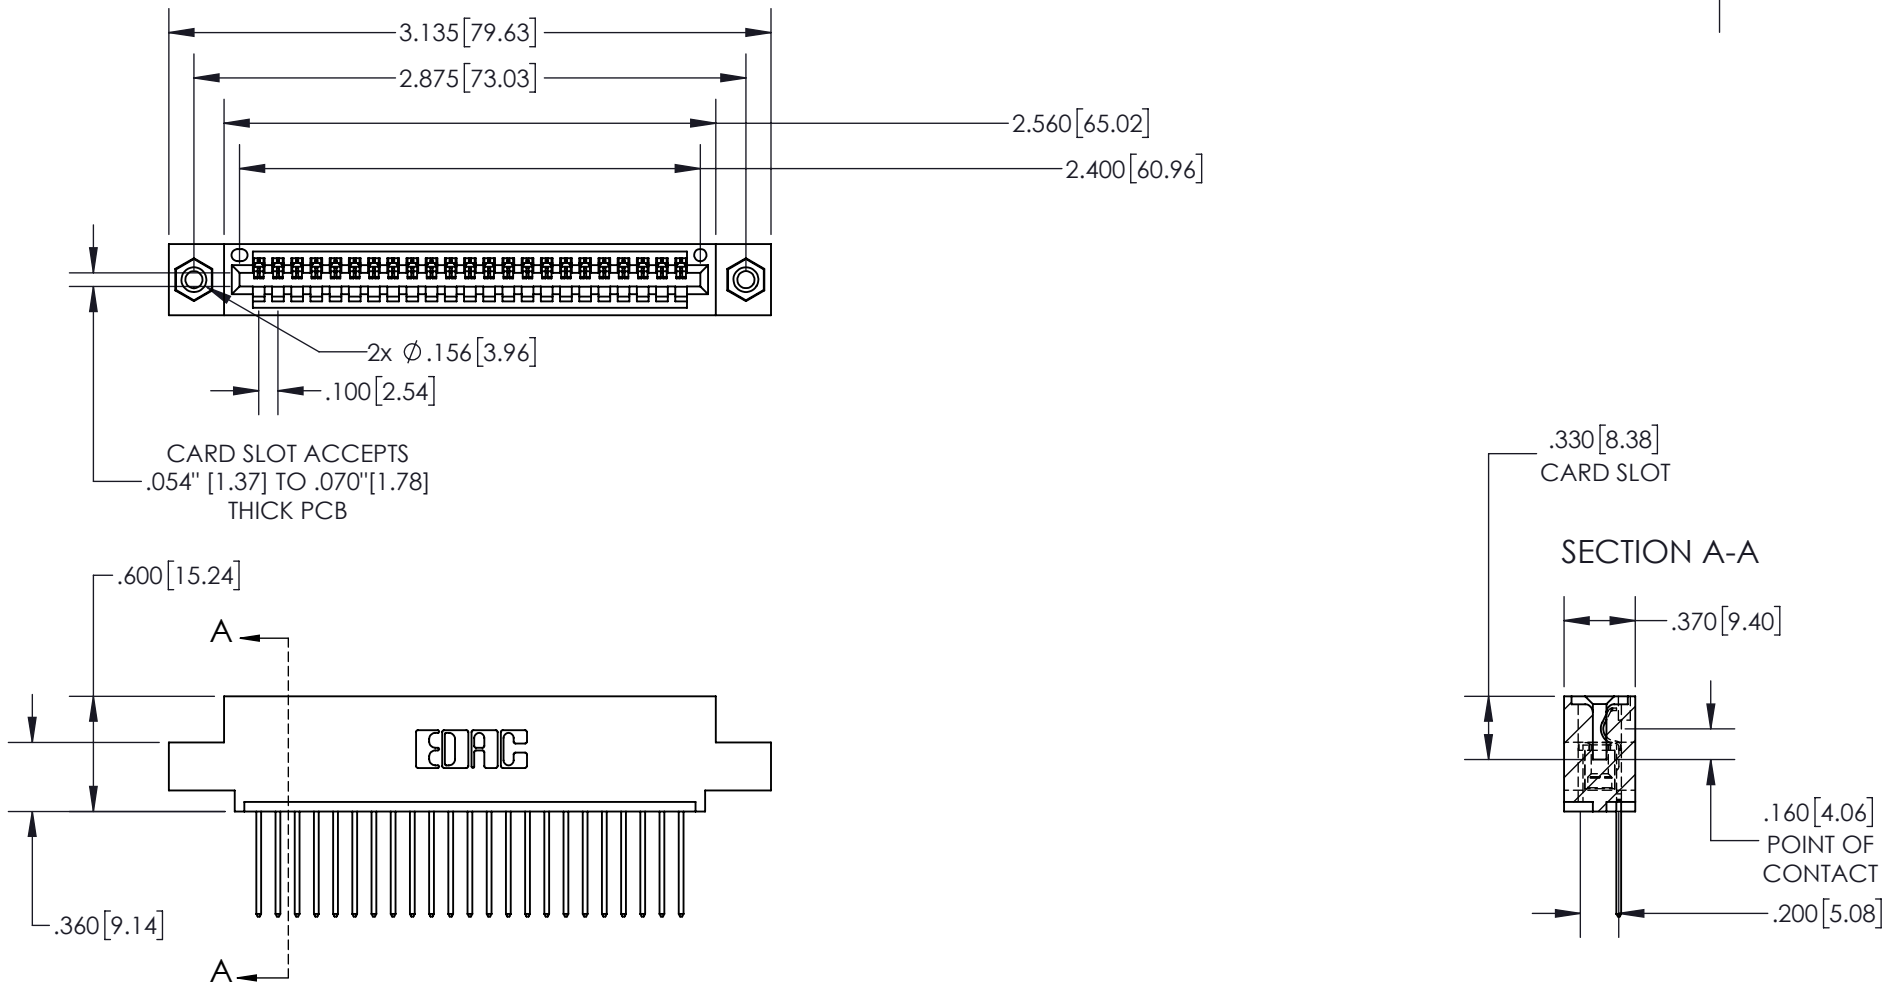 3.135[79.63]
2.875[73.03]
2.560[65.02]
2.400[60.96]
2x Ø.156[3.96]
.100[2.54]
CARD SLOT ACCEPTS
.054" [1.37] TO .070"[1.78]
THICK PCB
.330[8.38]
CARD SLOT
SECTION A-A
.600[15.24]
.370[9.40]
A
EDAC
.160[4.06]
POINT OF
CONTACT
.200[5.08]
.360[9.14]
A